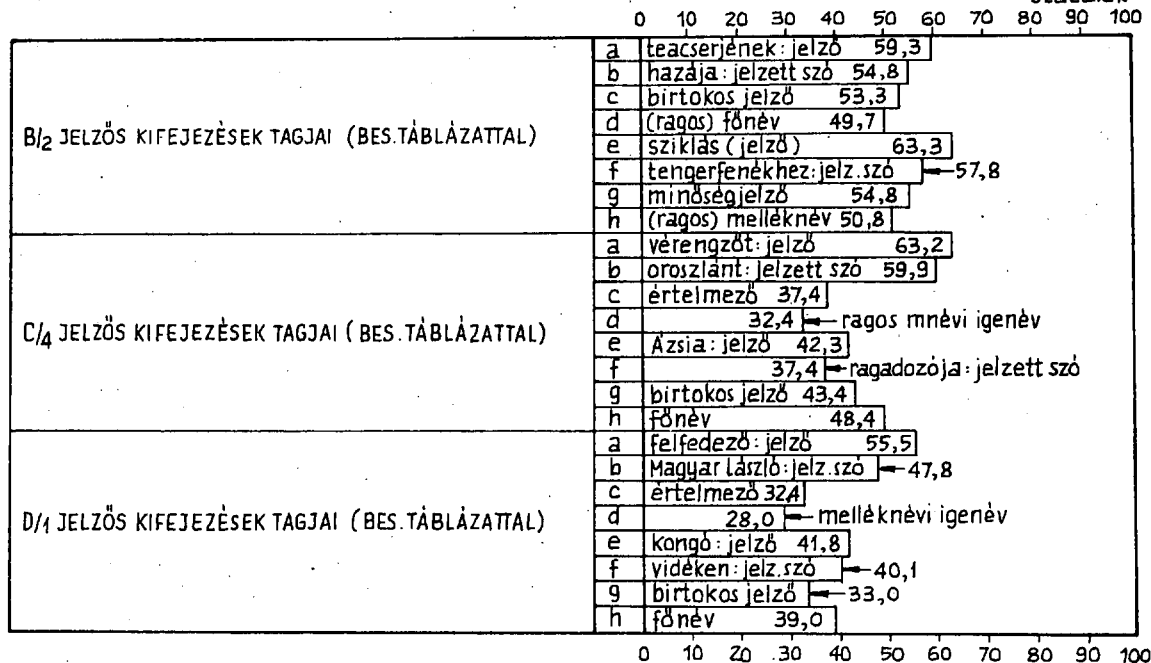 0 10 20 30 40 50 60 70 80 90 100
B/2 JELZŐS KIFEJEZÉSEK TAGJAI (BES.TÁBLÁZATTAL)
a teacserjének: jelző 59,3
b hazája: jelzett szó 54,8
c birtokos jelző 53,3
d (ragos) főnév 49,7
e sziklás (jelző) 63,3
f tengerfenékhez: jelz.szó 57,8
g minőségjelző 54,8
h (ragos) melléknév 50,8
C/4 JELZŐS KIFEJEZÉSEK TAGJAI (BES.TÁBLÁZATTAL)
a vérengzőt: jelző 63,2
b oroszlánt: jelzett szó 59,9
c értelmező 37,4
d 32,4 ragos mnévi igenév
e Ázsia: jelző 42,3
f 37,4 ragadozója: jelzett szó
g birtokos jelző 43,4
h főnév 48,4
D/1 JELZŐS KIFEJEZÉSEK TAGJAI (BES.TÁBLÁZATTAL)
a felfedező: jelző 55,5
b Magyar László: jelz.szó 47,8
c értelmező 32,4
d 28,0 melléknévi igenév
e kongó: jelző 41,8
f vidéken: jelz.szó 40,1
g birtokos jelző 33,0
h főnév 39,0
0 10 20 30 40 50 60 70 80 90 100